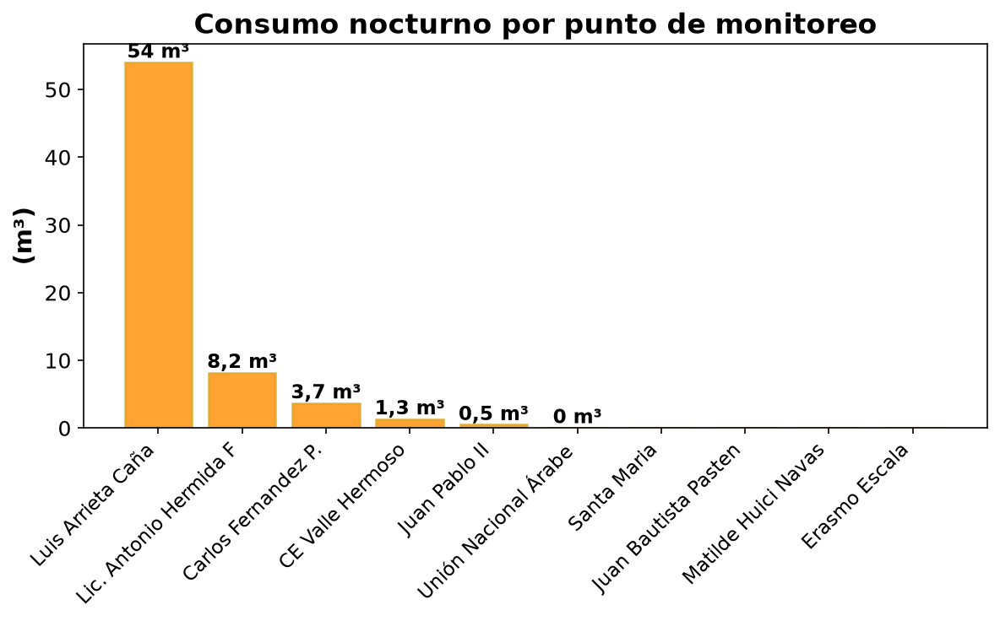 Consumo nocturno por punto de monitoreo
(m³)
50
40
30
20
10
0
54 m³
8,2 m³
3,7 m³
1,3 m³
0,5 m³
0 m³
Luis Arrieta Caña
Lic. Antonio Hermida F
Carlos Fernandez P.
CE Valle Hermoso
Juan Pablo II
Unión Nacional Árabe
Santa Maria
Juan Bautista Pasten
Matilde Huici Navas
Erasmo Escala